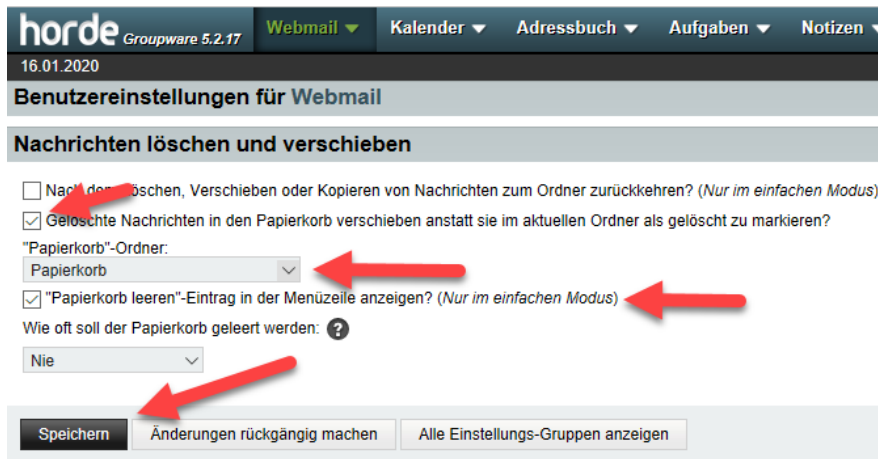 horde Groupware 5.2.17 Webmail Kalender Adressbuch Aufgaben Notizen
16.01.2020
Benutzereinstellungen für Webmail
Nachrichten löschen und verschieben
Nach dem Löschen, Verschieben oder Kopieren von Nachrichten zum Ordner zurückkehren? (Nur im einfachen Modus)
Gelöschte Nachrichten in den Papierkorb verschieben anstatt sie im aktuellen Ordner als gelöscht zu markieren?
"Papierkorb"-Ordner:
Papierkorb
"Papierkorb leeren"-Eintrag in der Menüzeile anzeigen? (Nur im einfachen Modus)
Wie oft soll der Papierkorb geleert werden: ?
Nie
Speichern Änderungen rückgängig machen Alle Einstellungs-Gruppen anzeigen